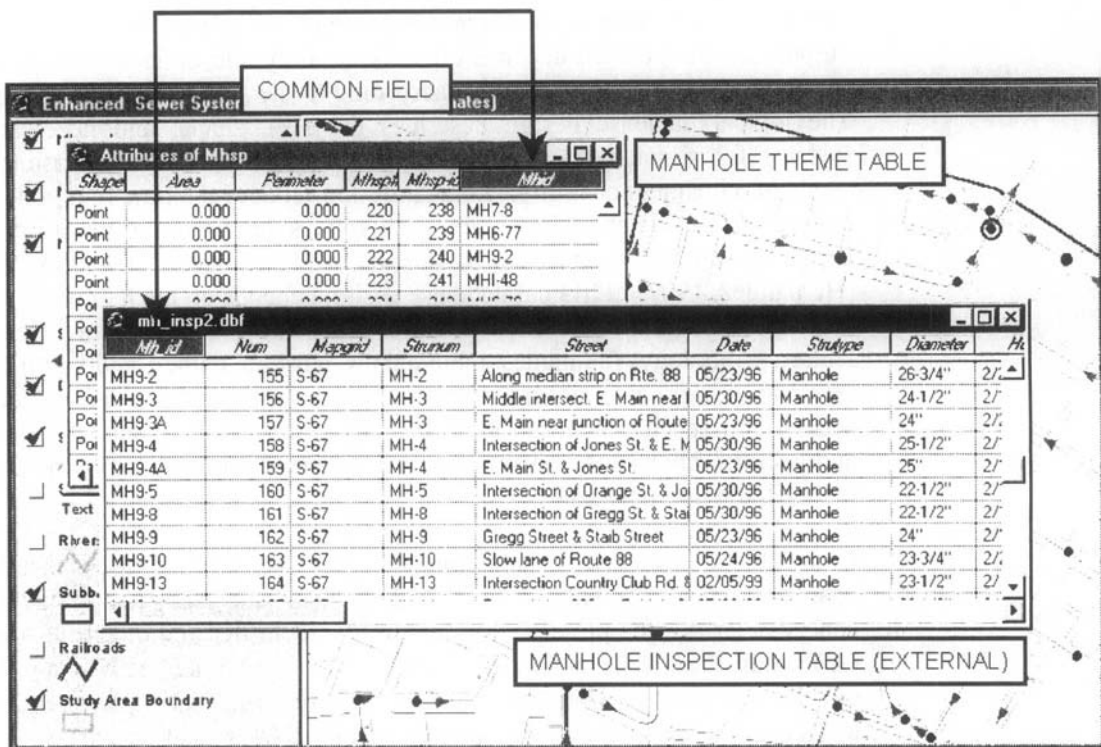 COMMON FIELD
Enhanced Sewer System
MANHOLE THEME TABLE
Attributes of Mhsp
Shape Area Perimeter Mhsp-id Mhid
Point 0.000 0.000 220 238 MH7-8
Point 0.000 0.000 221 239 MH6-77
Point 0.000 0.000 222 240 MH9-2
Point 0.000 0.000 223 241 MHI-48
mh_insp2.dbf
Mh_id Num Mapgrid Strunum Street Date Strutype Diameter
MH9-2 155 S-67 MH-2 Along median strip on Rte. 88 05/23/96 Manhole 26-3/4"
MH9-3 156 S-67 MH-3 Middle intersect. E. Main near 05/30/96 Manhole 24-1/2"
MH9-3A 157 S-67 MH-3 E. Main near junction of Route 05/23/96 Manhole 24"
MH9-4 158 S-67 MH-4 Intersection of Jones St. & E. M 05/30/96 Manhole 25-1/2"
MH9-4A 159 S-67 MH-4 E. Main St. & Jones St. 05/23/96 Manhole 25"
MH9-5 160 S-67 MH-5 Intersection of Orange St. & Jo 05/30/96 Manhole 22-1/2"
MH9-8 161 S-67 MH-8 Intersection of Gregg St. & Stai 05/30/96 Manhole 22-1/2"
MH9-9 162 S-67 MH-9 Gregg Street & Staib Street 05/23/96 Manhole 24"
MH9-10 163 S-67 MH-10 Slow lane of Route 88 05/24/96 Manhole 23-3/4"
MH9-13 164 S-67 MH-13 Intersection Country Club Rd. & 02/05/99 Manhole 23-1/2"
Text
Subb
Railroads
Study Area Boundary
MANHOLE INSPECTION TABLE (EXTERNAL)